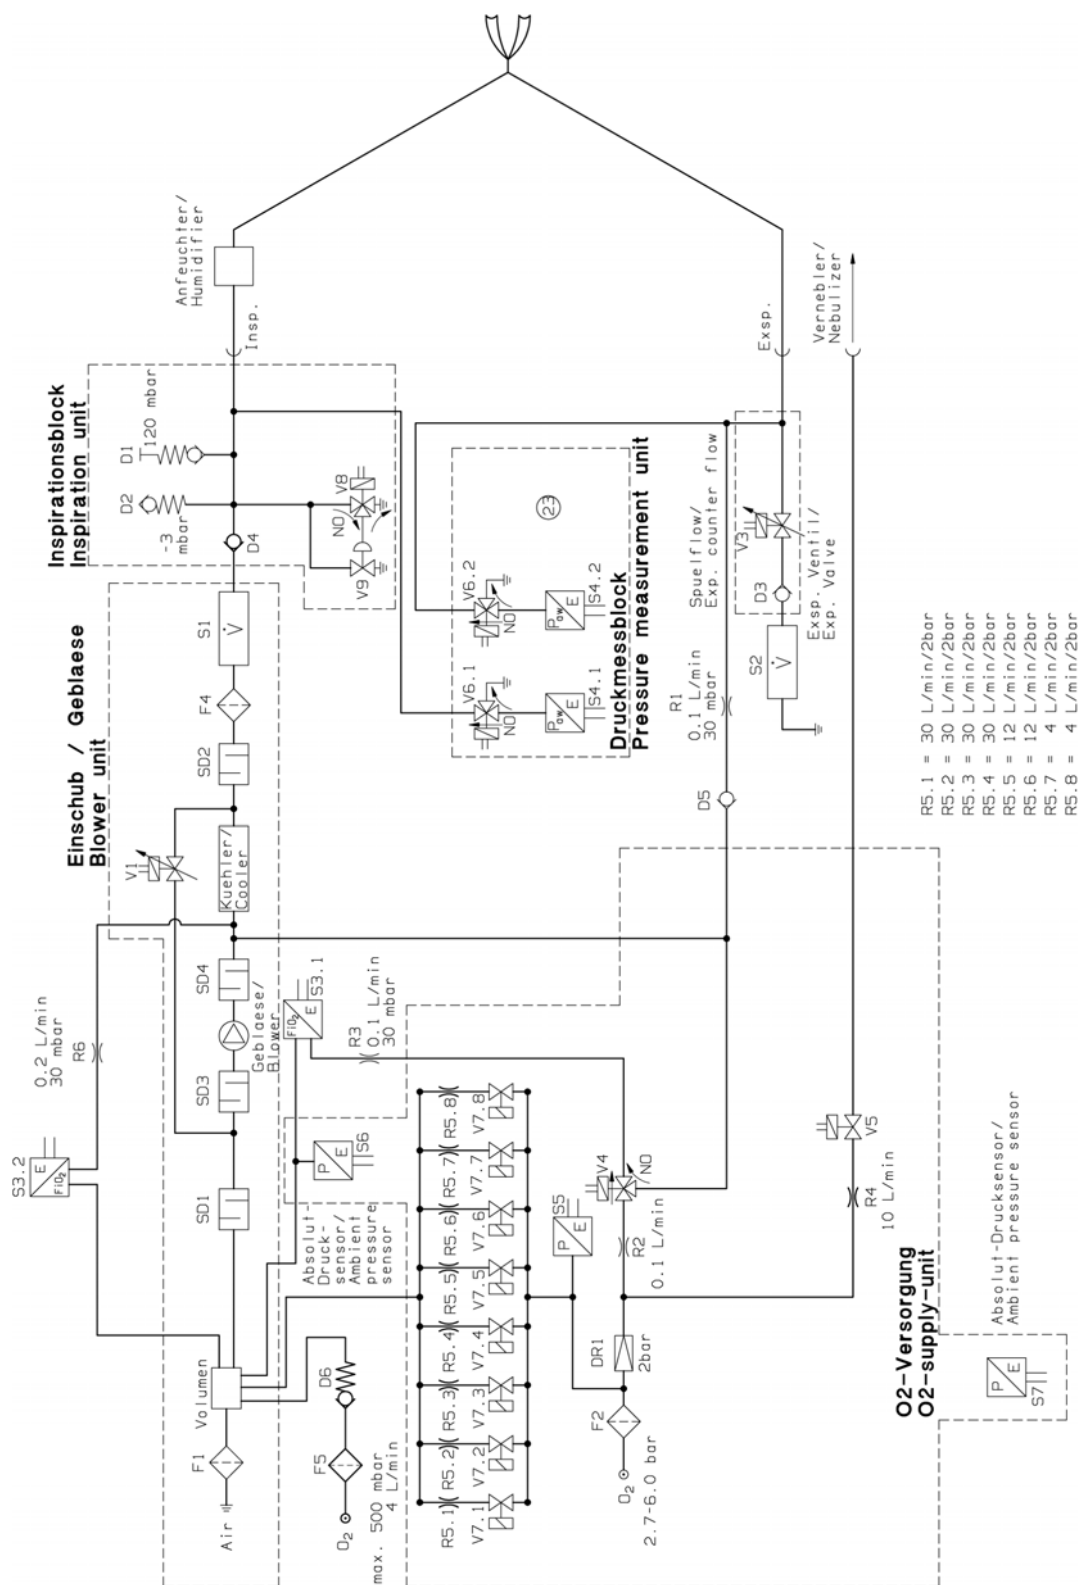 Anfeuchter/
Humidifier
Insp.
Inspirationsblock
Inspiration unit
D1
120 mbar
D2
-3
mbar
D4
V8
NO
V9
Exsp.
Vernebler/
Nebulizer
Einschub / Geblaese
Blower unit
S1
V̇
F4
SD2
V1
Kuehler/
Cooler
SD4
Geblaese/
Blower
SD3
SD1
Volumen
F1
Air
Druckmessblock
Pressure measurement unit
23
V6.2
NO
Paw
E
S4.2
V6.1
NO
Paw
E
S4.1
Spuelflow/
Exp. counter flow
R1
0.1 L/min
30 mbar
D5
V3
D3
Exsp. Ventil/
Exp. Valve
S2
V̇
0.2 L/min
30 mbar
R6
S3.2
E
FiO2
S3.1
E
FiO2
R3
0.1 L/min
30 mbar
P
E
S6
Absolut-
Druck-
sensor/
Ambient
pressure
sensor
D6
F5
O2
max. 500 mbar
4 L/min
R5.1
R5.2
R5.3
R5.4
R5.5
R5.6
R5.7
R5.8
V7.1
V7.2
V7.3
V7.4
V7.5
V7.6
V7.7
V7.8
S5
P
E
V4
NO
R2
0.1 L/min
DR1
2bar
F2
O2
2.7-6.0 bar
V5
R4
10 L/min
O2-Versorgung
O2-supply-unit
Absolut-Drucksensor/
Ambient pressure sensor
P
E
S7
R5.1 = 30 L/min/2bar
R5.2 = 30 L/min/2bar
R5.3 = 30 L/min/2bar
R5.4 = 30 L/min/2bar
R5.5 = 12 L/min/2bar
R5.6 = 12 L/min/2bar
R5.7 = 4 L/min/2bar
R5.8 = 4 L/min/2bar